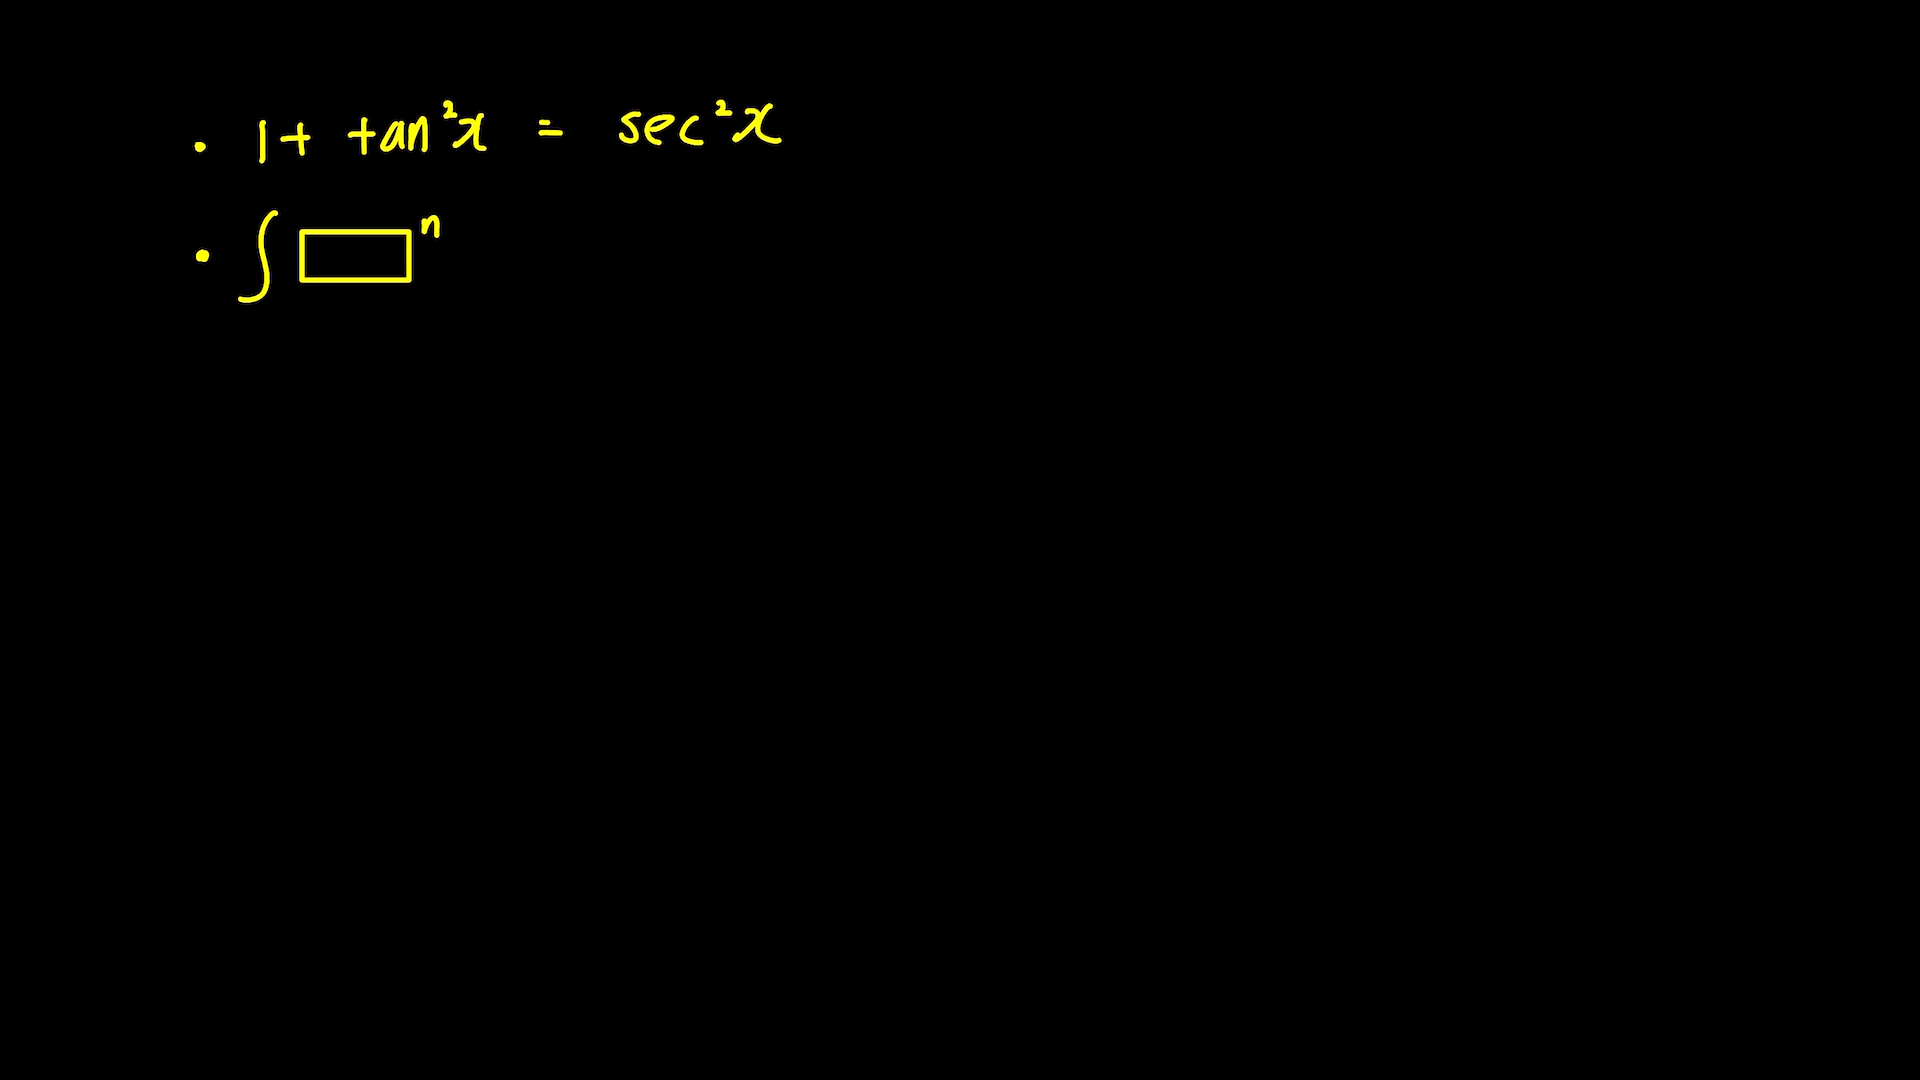 • 1 + tan²x = sec²x
• ∫ □ⁿ